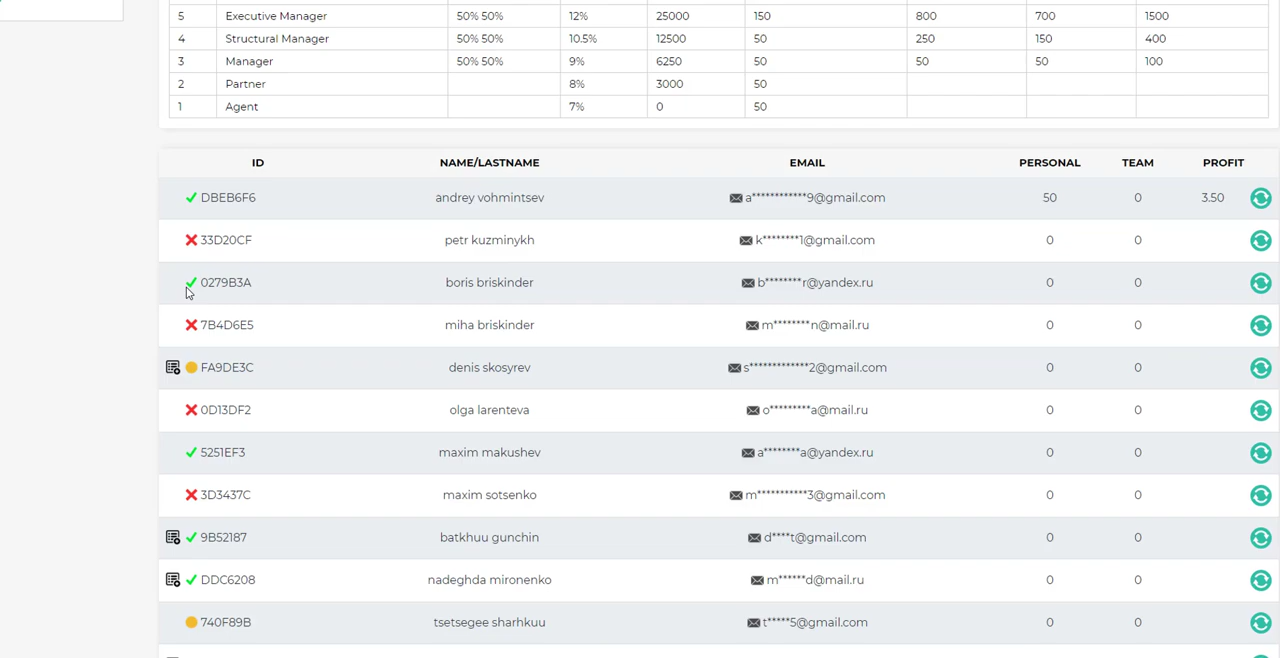 5 Executive Manager 50% 50% 12% 25000 150 800 700 1500
4 Structural Manager 50% 50% 10.5% 12500 50 250 150 400
3 Manager 50% 50% 9% 6250 50 50 50 100
2 Partner 8% 3000 50
1 Agent 7% 0 50
ID NAME/LASTNAME EMAIL PERSONAL TEAM PROFIT
DBEB6F6 andrey vohmintsev a************9@gmail.com 50 0 3.50
33D20CF petr kuzminykh k********1@gmail.com 0 0
0279B3A boris briskinder b********r@yandex.ru 0 0
7B4D6E5 miha briskinder m********n@mail.ru 0 0
FA9DE3C denis skosyrev s*************2@gmail.com 0 0
0D13DF2 olga larenteva o*********a@mail.ru 0 0
5251EF3 maxim makushev a********a@yandex.ru 0 0
3D3437C maxim sotsenko m***********3@gmail.com 0 0
9B52187 batkhuu gunchin d****t@gmail.com 0 0
DDC6208 nadeghda mironenko m******d@mail.ru 0 0
740F89B tsetsegee sharhkuu t*****5@gmail.com 0 0